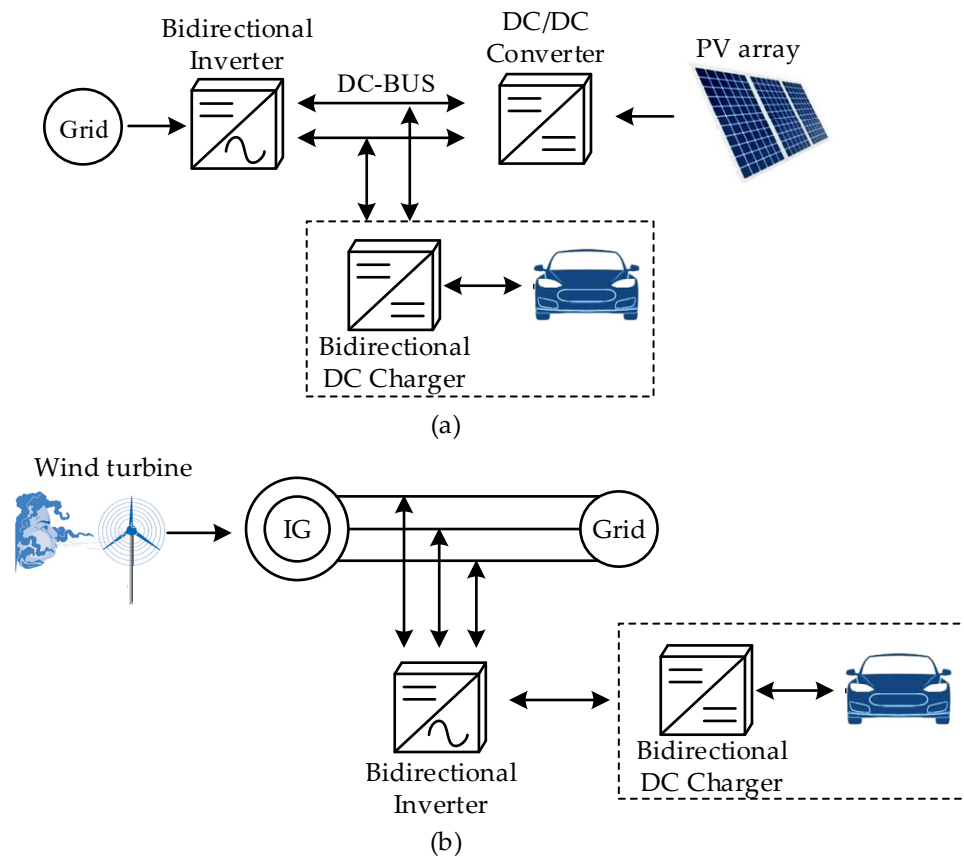 Bidirectional
Inverter
DC/DC
Converter
PV array
DC-BUS
Grid
Bidirectional
DC Charger
(a)
Wind turbine
IG
Grid
Bidirectional
Inverter
Bidirectional
DC Charger
(b)